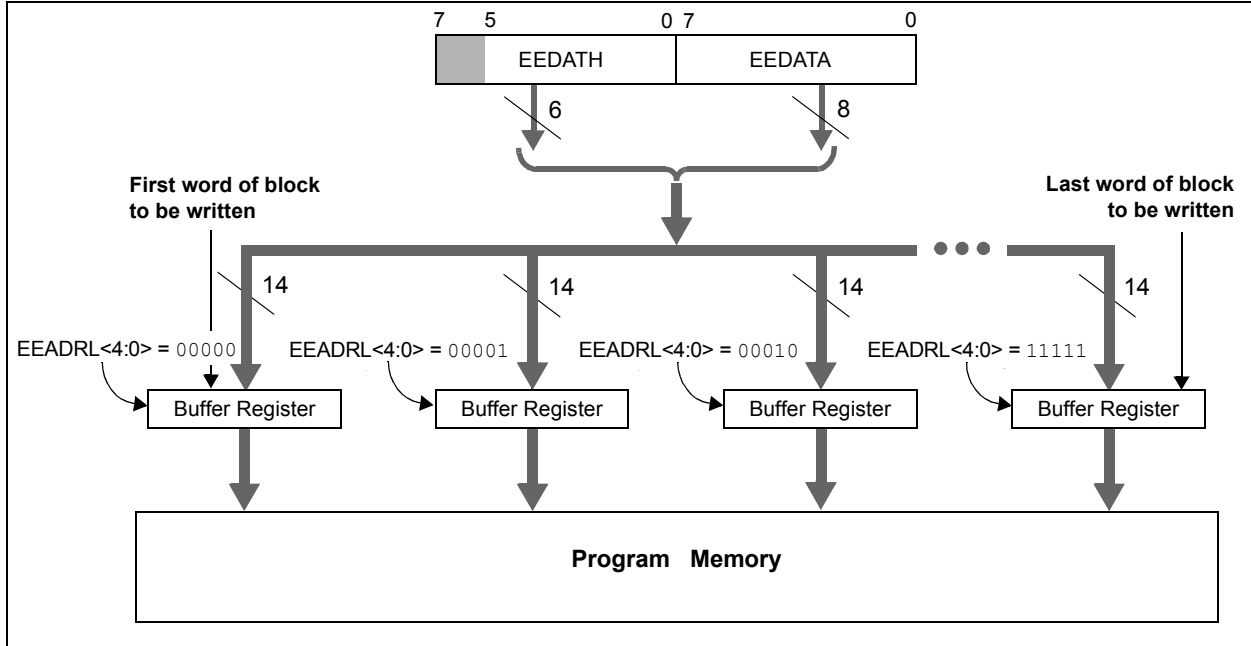 7 5 0 7 0
EEDATH EEDATA
6 8
First word of block
to be written
Last word of block
to be written
14 14 14 14
EEADRL<4:0> = 00000 EEADRL<4:0> = 00001 EEADRL<4:0> = 00010 EEADRL<4:0> = 11111
Buffer Register Buffer Register Buffer Register Buffer Register
Program Memory